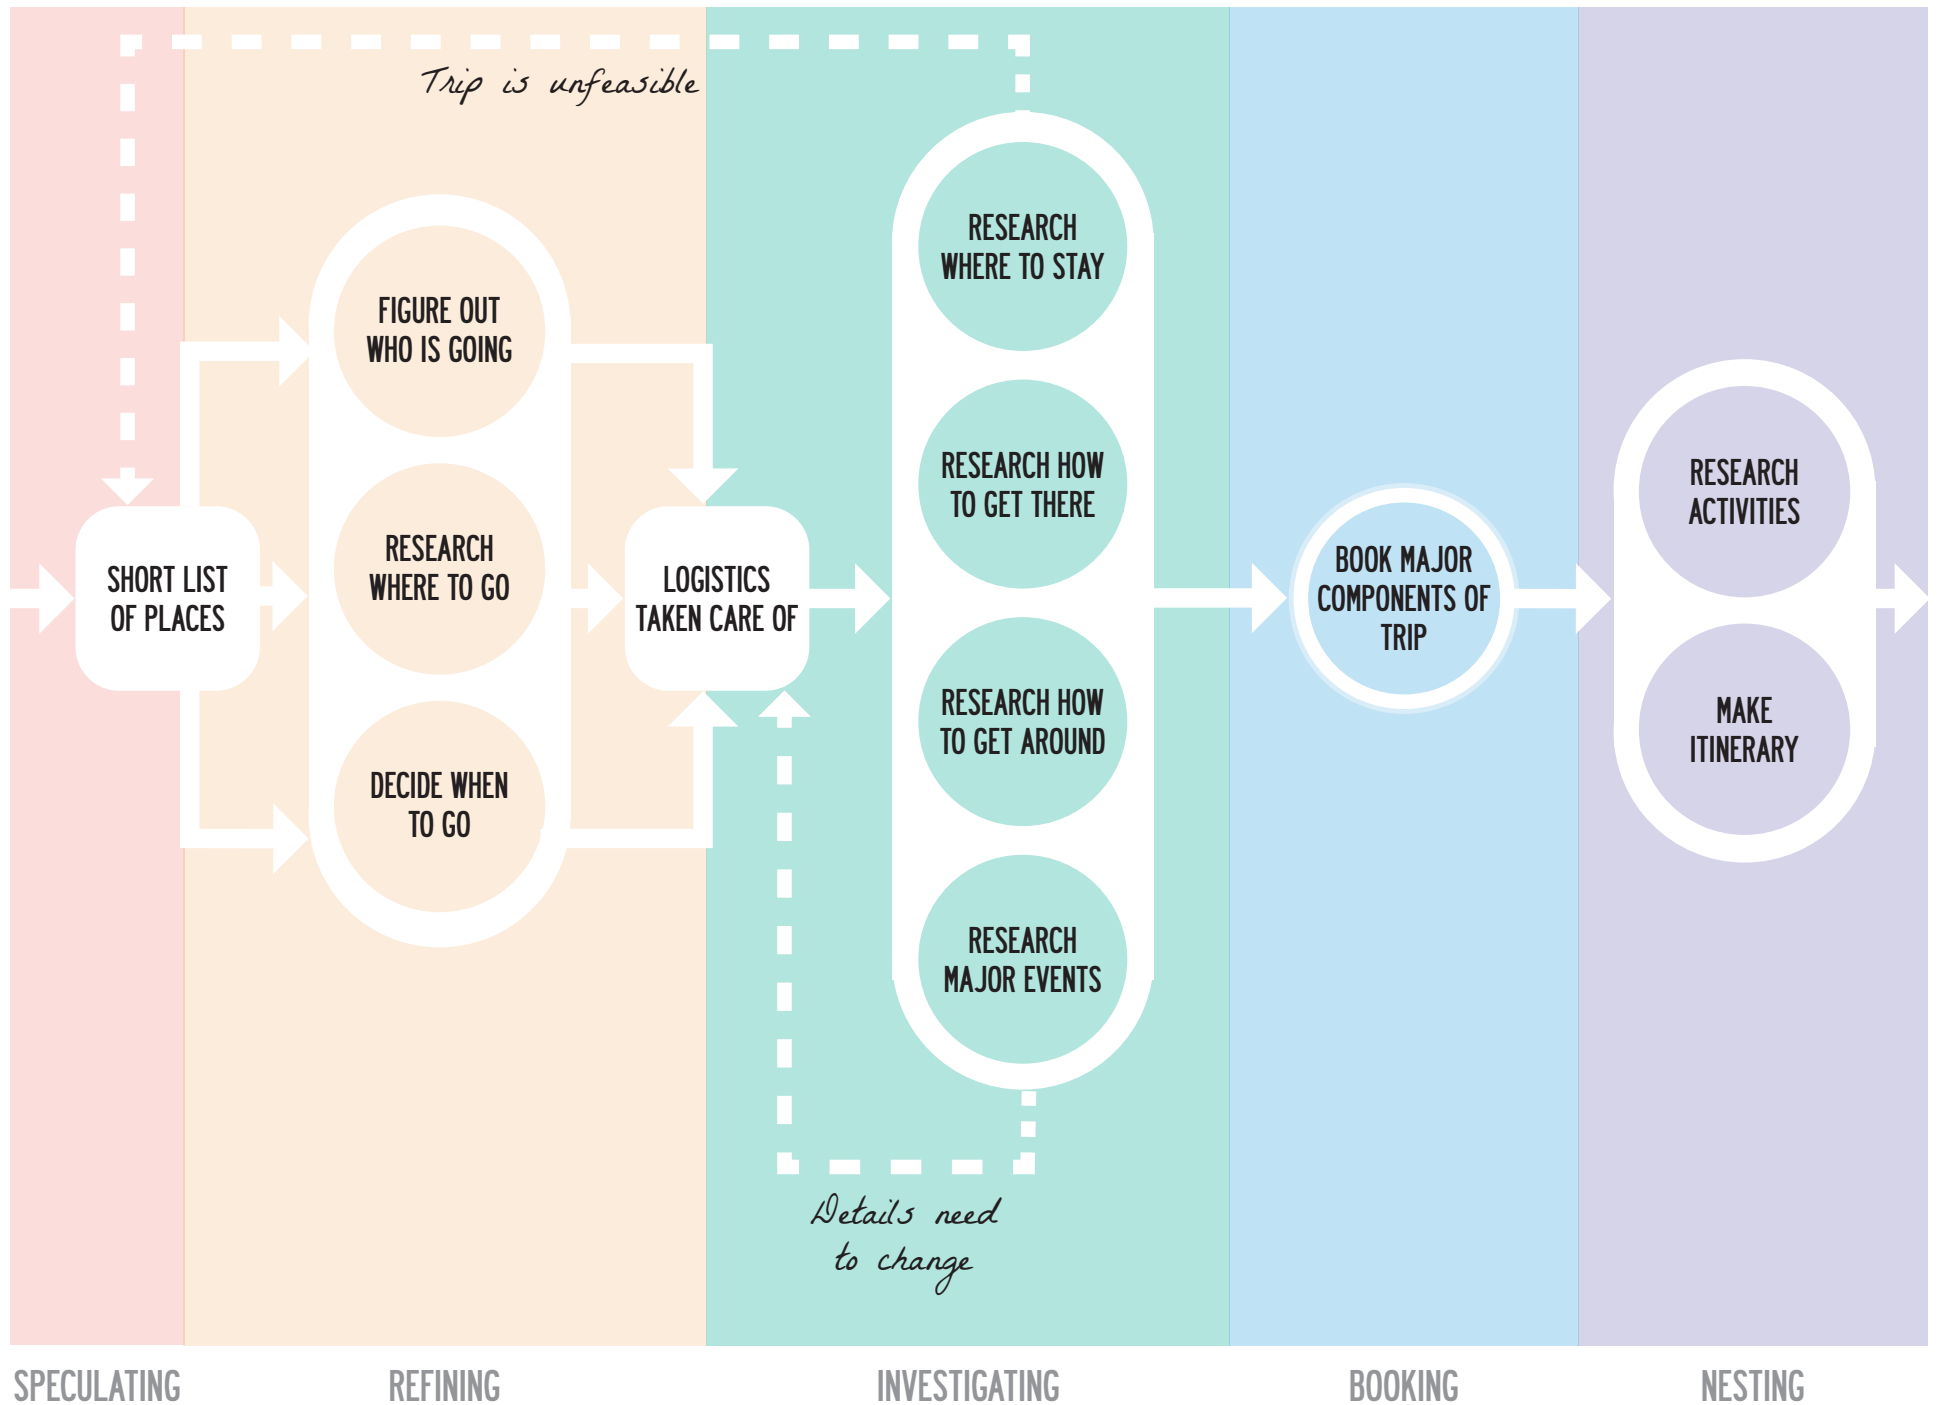 Trip is unfeasible
SHORT LIST
OF PLACES
FIGURE OUT
WHO IS GOING
RESEARCH
WHERE TO GO
DECIDE WHEN
TO GO
LOGISTICS
TAKEN CARE OF
RESEARCH
WHERE TO STAY
RESEARCH HOW
TO GET THERE
RESEARCH HOW
TO GET AROUND
RESEARCH
MAJOR EVENTS
Details need
to change
BOOK MAJOR
COMPONENTS OF
TRIP
RESEARCH
ACTIVITIES
MAKE
ITINERARY
SPECULATING
REFINING
INVESTIGATING
BOOKING
NESTING